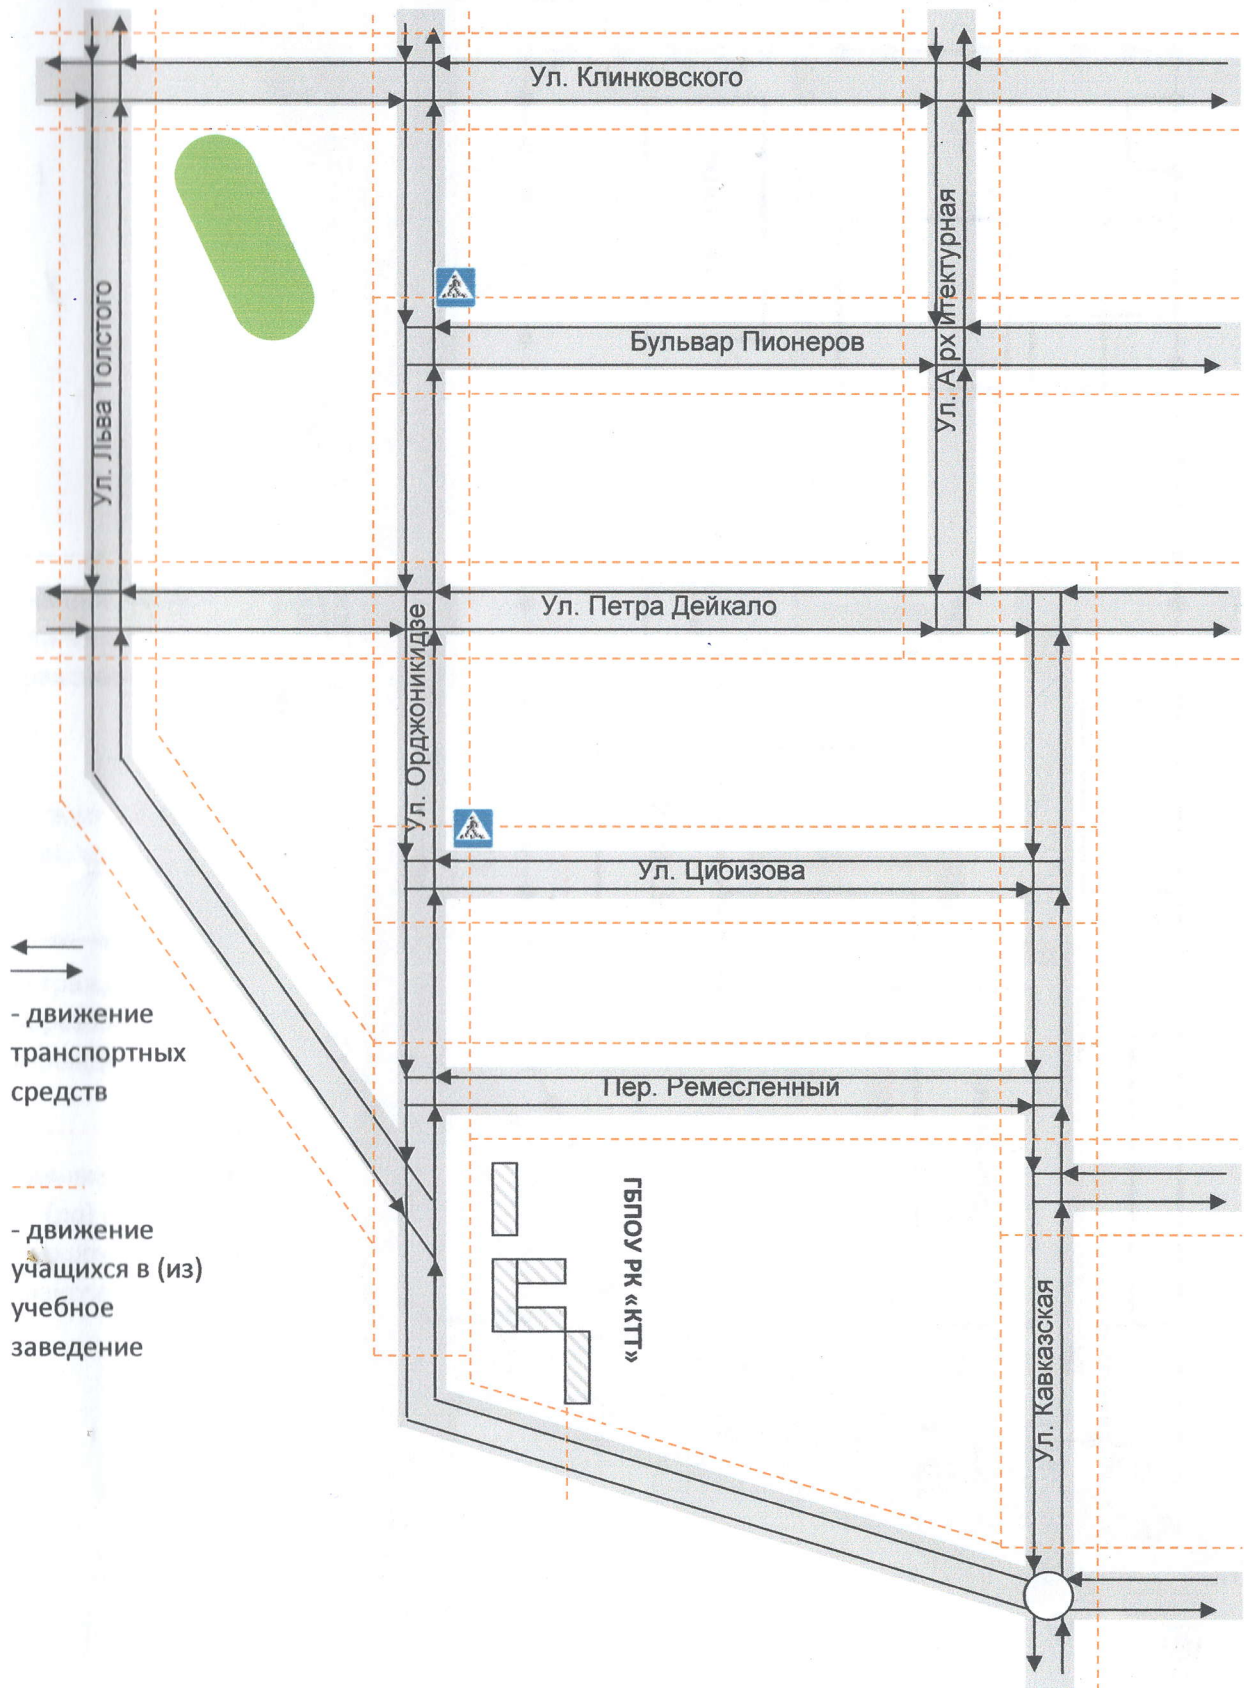 Ул. Клинковского
Ул. Архитектурная
Ул. Льва Толстого
Бульвар Пионеров
Ул. Петра Дейкало
Ул. Орджоникидзе
Ул. Цибизова
Пер. Ремесленный
- движение
транспортных
средств
ГБПОУ РК «КТТ»
- движение
учащихся в (из)
учебное
заведение
Ул. Кавказская